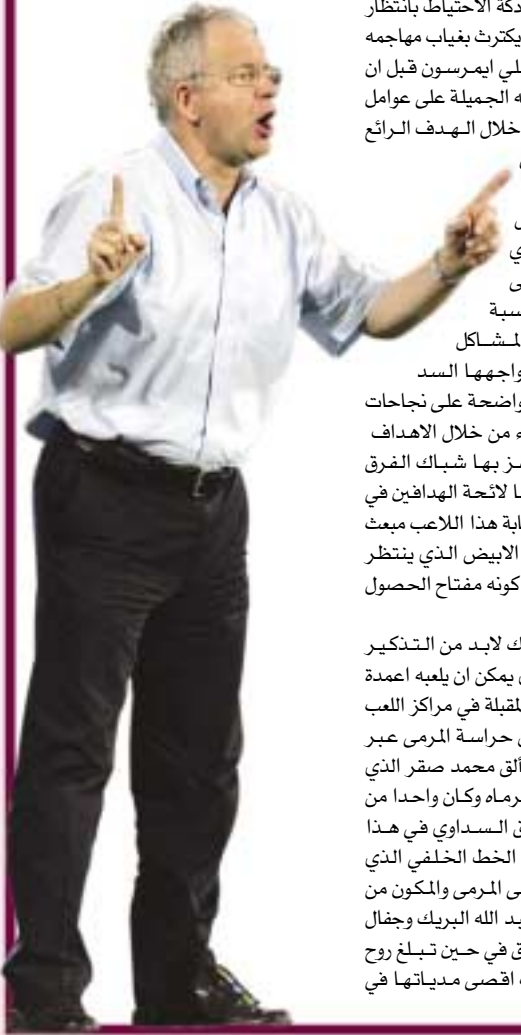 دكة الاحتياط بانتظار
يكترث بغياب مهاجمه
لي ايمرسون قبل ان
ه الجميلة على عوامل
خلال الهدف الرائع
ي
ى
سبة
لمشاكل
واجهها السد
واضحة على نجاحات
ء من خلال الاهداف
ـز بها شباك الفرق
ـا لائحة الهدافين في
ابة هذا اللاعب مبعث
الابيض الذي ينتظر
كونه مفتاح الحصول
ك لابد من التذكير
ي يمكن ان يلعبه اعمدة
لمقبلة في مراكز اللعب
ي حراسة المرمى عبر
ألق محمد صقر الذي
رماه وكان واحدا من
ق السداوي في هذا
الخط الخلفي الذي
ى المرمى والمكون من
بد الله البريك وجفال
ق في حين تبلغ روح
اقصى مدياتها في